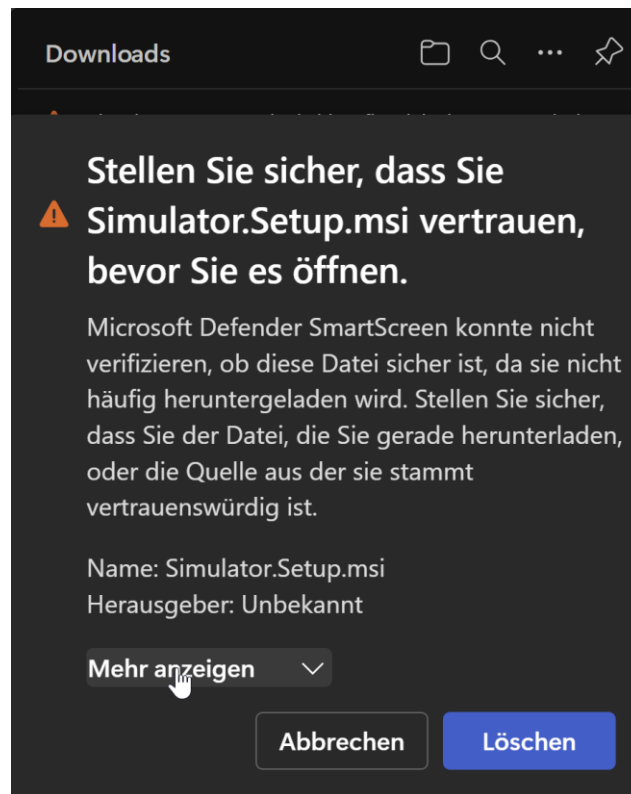 Downloads
Stellen Sie sicher, dass Sie
Simulator.Setup.msi vertrauen,
bevor Sie es öffnen.
Microsoft Defender SmartScreen konnte nicht
verifizieren, ob diese Datei sicher ist, da sie nicht
häufig heruntergeladen wird. Stellen Sie sicher,
dass Sie der Datei, die Sie gerade herunterladen,
oder die Quelle aus der sie stammt
vertrauenswürdig ist.
Name: Simulator.Setup.msi
Herausgeber: Unbekannt
Mehr anzeigen
Abbrechen
Löschen